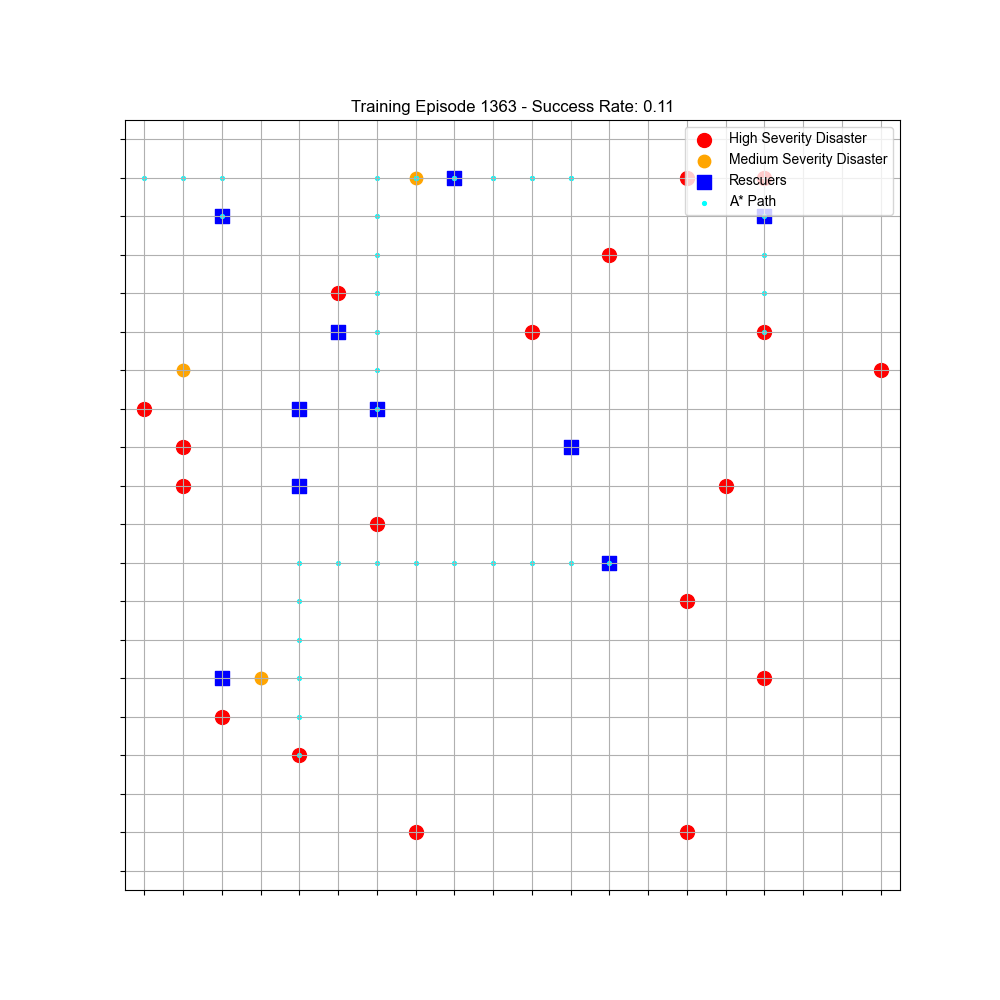 Training Episode 1363 - Success Rate: 0.11
High Severity Disaster
Medium Severity Disaster
Rescuers
A* Path